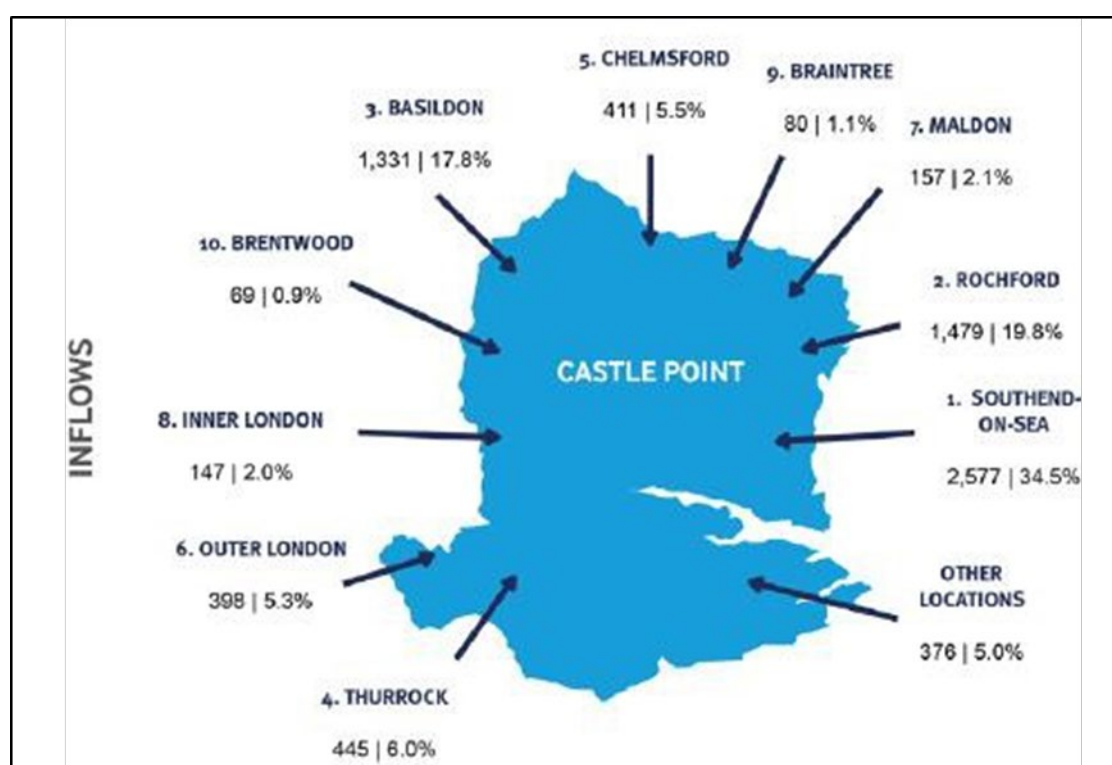 5. CHELMSFORD
411 | 5.5%
9. BRAINTREE
80 | 1.1%
3. BASILDON
1,331 | 17.8%
7. MALDON
157 | 2.1%
10. BRENTWOOD
69 | 0.9%
2. ROCHFORD
1,479 | 19.8%
INFLOWS
CASTLE POINT
8. INNER LONDON
147 | 2.0%
1. SOUTHEND-
ON-SEA
2,577 | 34.5%
6. OUTER LONDON
398 | 5.3%
OTHER
LOCATIONS
376 | 5.0%
4. THURROCK
445 | 6.0%